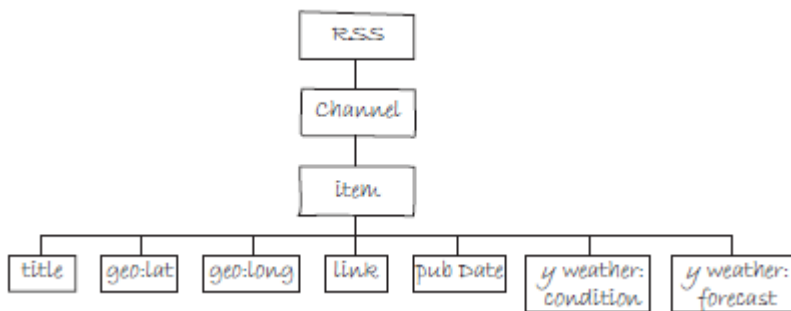 RSS
Channel
item
title
geo:lat
geo:long
link
pub Date
y weather:
condition
y weather:
forecast